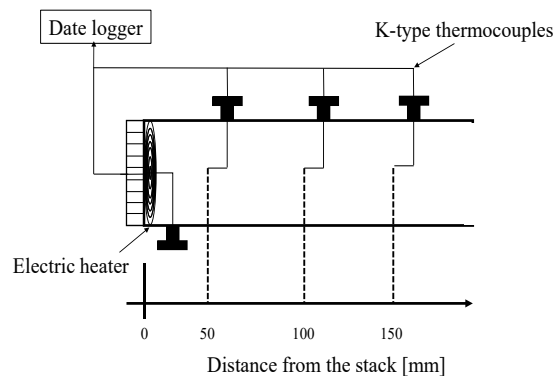 Date logger
K-type thermocouples
Electric heater
0 50 100 150
Distance from the stack [mm]